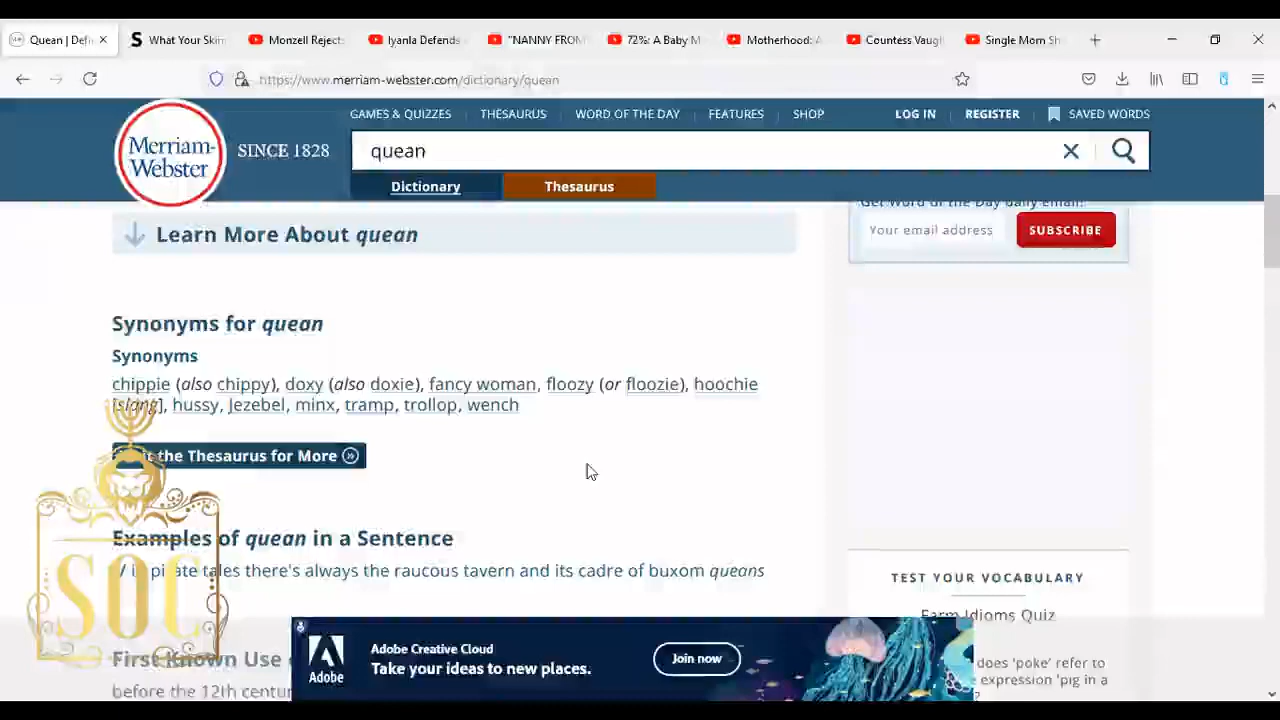 Quean | Defi
What Your Skin
Monzell Reject
Iyanla Defends
"NANNY FROM
72%: A Baby M
Motherhood: A
Countess Vaugh
Single Mom Sh
https://www.merriam-webster.com/dictionary/quean
GAMES & QUIZZES
THESAURUS
WORD OF THE DAY
FEATURES
SHOP
LOG IN
REGISTER
SAVED WORDS
Merriam-
Webster
SINCE 1828
quean
Dictionary
Thesaurus
Get Word of the Day daily email!
Your email address
SUBSCRIBE
Learn More About quean
Synonyms for quean
Synonyms
chippie (also chippy), doxy (also doxie), fancy woman, floozy (or floozie), hoochie
[slang], hussy, Jezebel, minx, tramp, trollop, wench
the Thesaurus for More
Examples of quean in a Sentence
// in pirate tales there's always the raucous tavern and its cadre of buxom queans
SOC
TEST YOUR VOCABULARY
Farm Idioms Quiz
does 'poke' refer to
expression 'pig in a
First Known Use
before the 12th centur
Adobe
Adobe Creative Cloud
Take your ideas to new places.
Join now